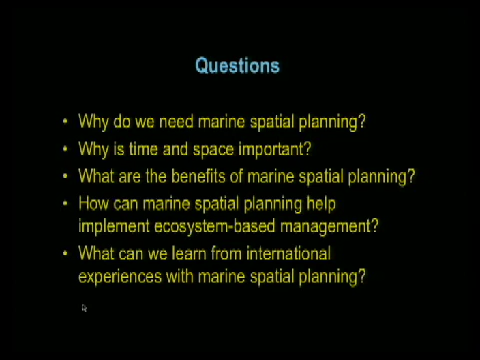 Questions
• Why do we need marine spatial planning?
• Why is time and space important?
• What are the benefits of marine spatial planning?
• How can marine spatial planning help
implement ecosystem-based management?
• What can we learn from international
experiences with marine spatial planning?